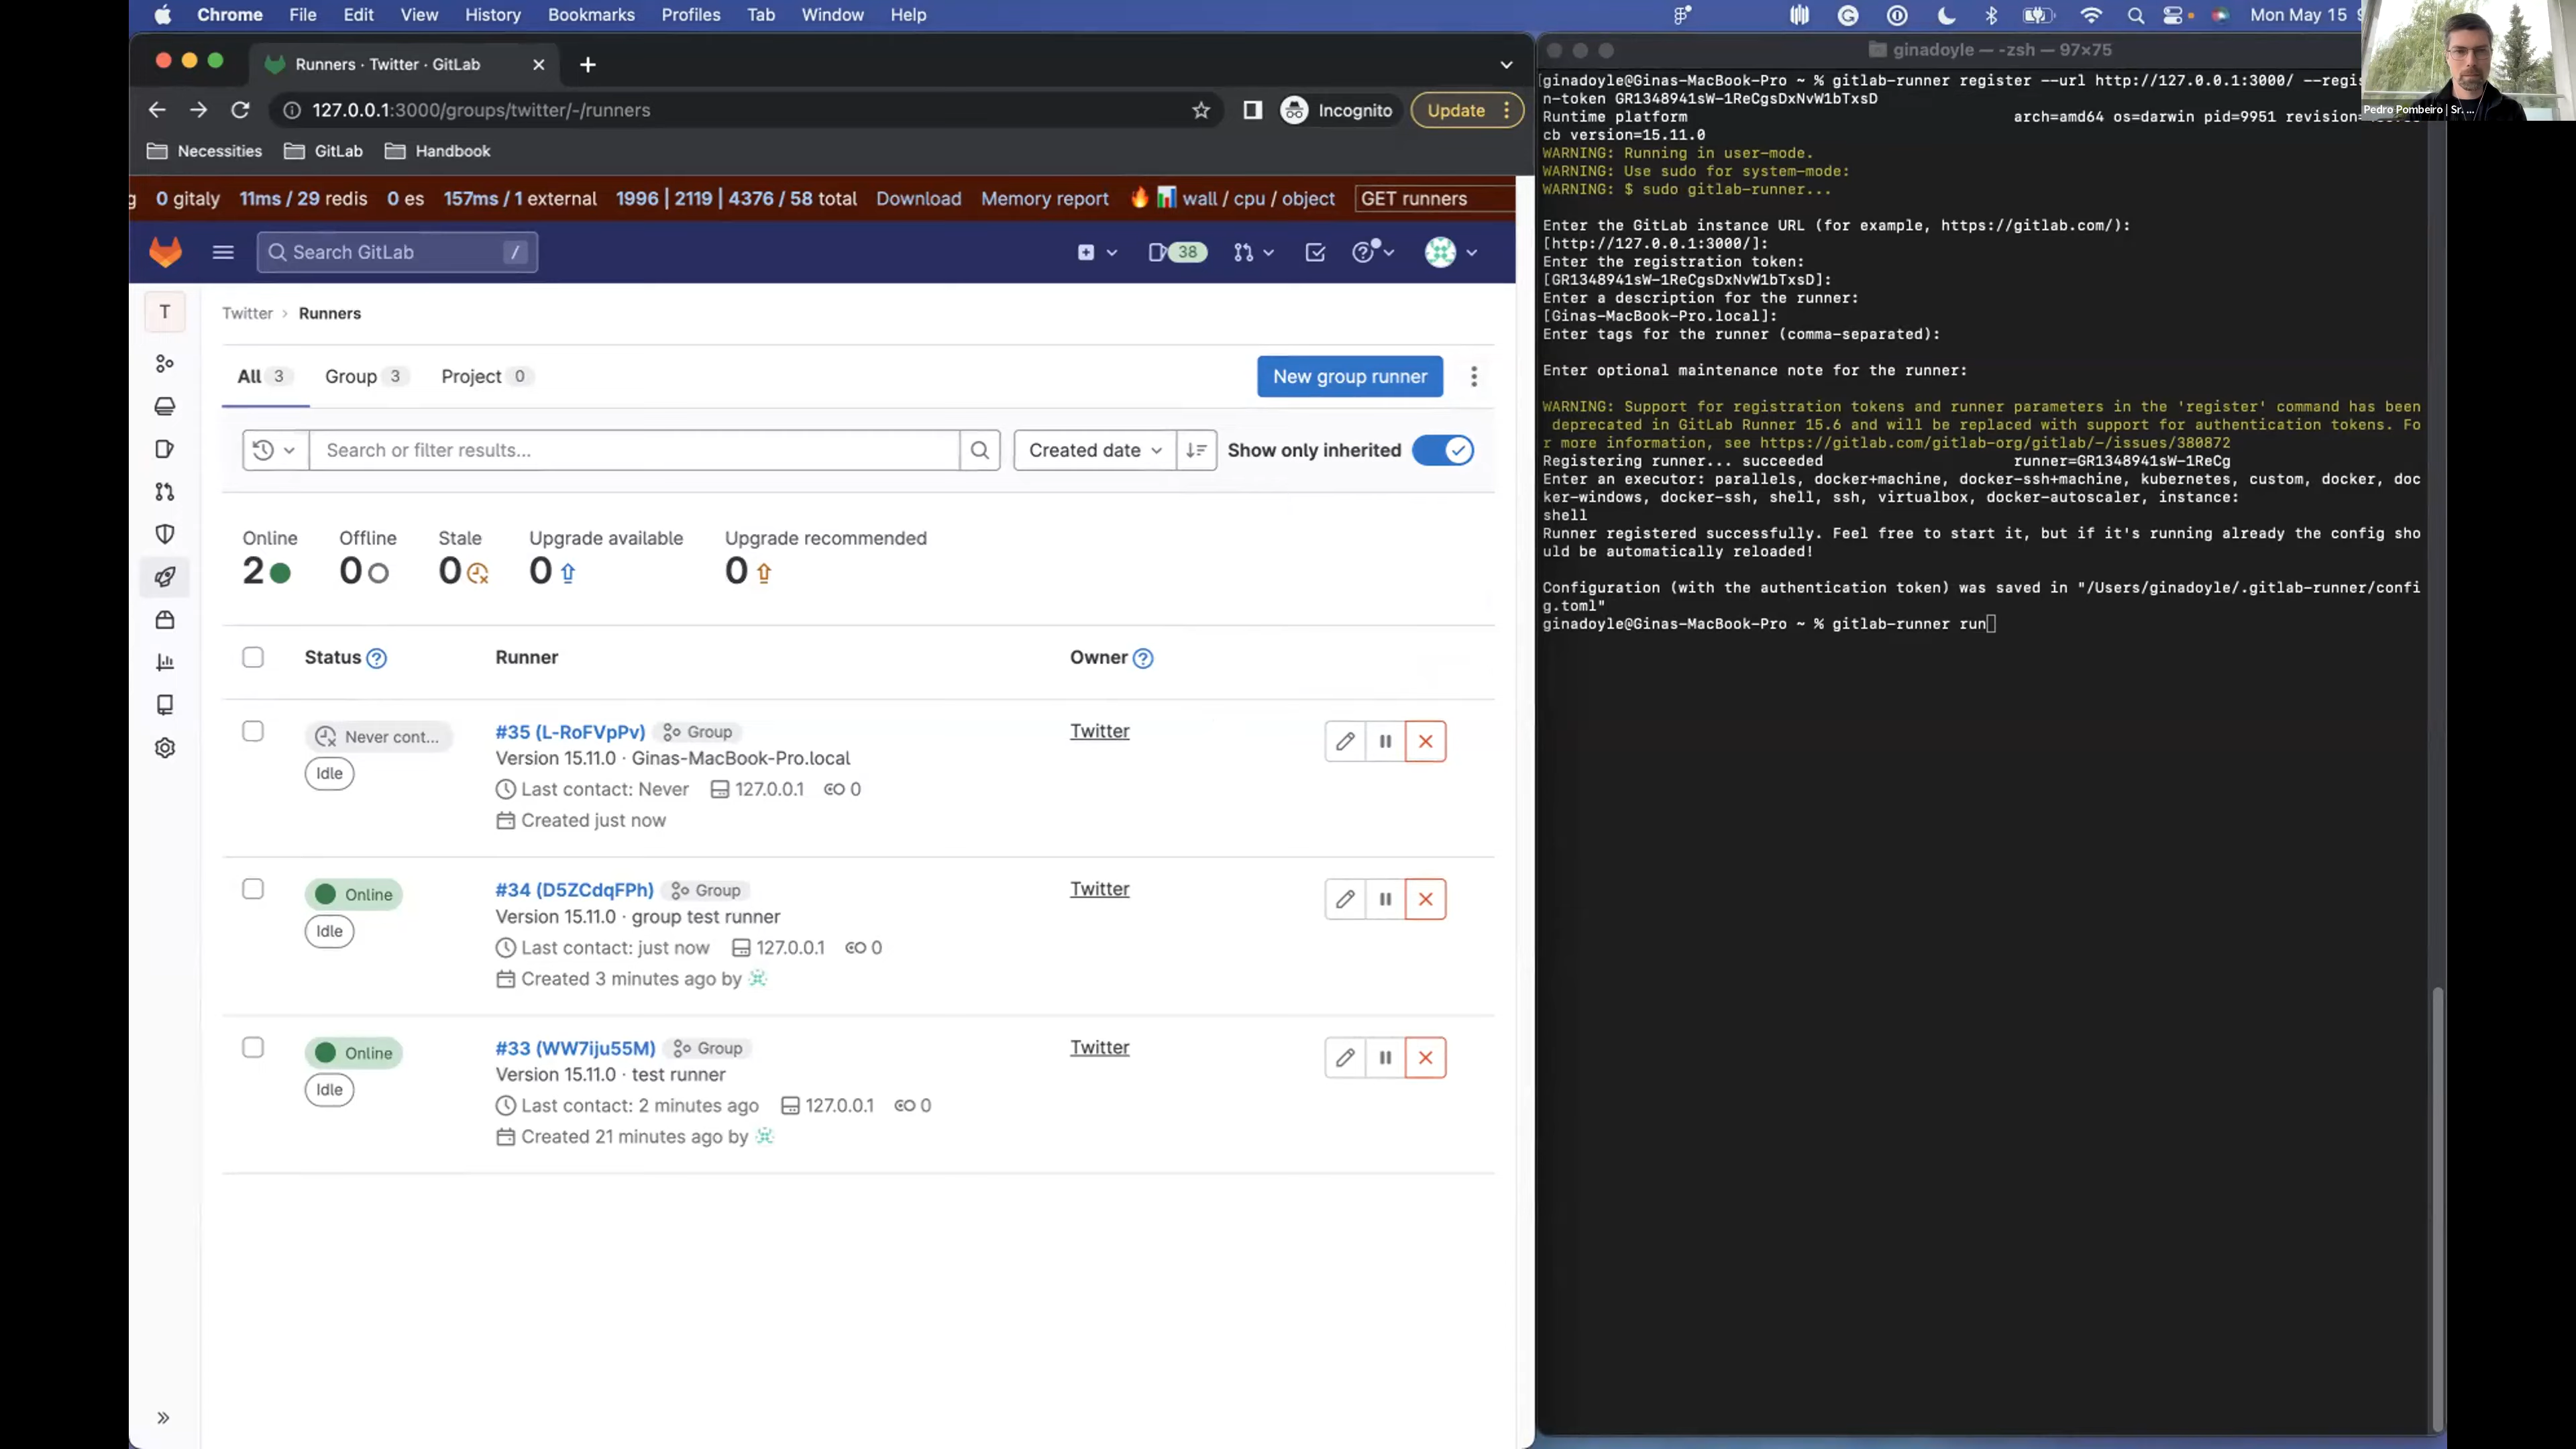 Chrome File Edit View History Bookmarks Profiles Tab Window Help
Mon May 15
Runners · Twitter · GitLab
127.0.0.1:3000/groups/twitter/-/runners
Incognito
Update
Necessities GitLab Handbook
0 gitaly 11ms / 29 redis 0 es 157ms / 1 external 1996 | 2119 | 4376 / 58 total Download Memory report wall / cpu / object GET runners
Search GitLab /
38
T
Twitter › Runners
All 3 Group 3 Project 0
New group runner
Search or filter results...
Created date
Show only inherited
Online Offline Stale Upgrade available Upgrade recommended
2 0 0 0 0
Status Runner Owner
Never cont...
Idle
#35 (L-RoFVpPv) Group
Version 15.11.0 · Ginas-MacBook-Pro.local
Last contact: Never 127.0.0.1 0
Created just now
Twitter
Online
Idle
#34 (D5ZCdqFPh) Group
Version 15.11.0 · group test runner
Last contact: just now 127.0.0.1 0
Created 3 minutes ago by
Twitter
Online
Idle
#33 (WW7iju55M) Group
Version 15.11.0 · test runner
Last contact: 2 minutes ago 127.0.0.1 0
Created 21 minutes ago by
Twitter
ginadoyle — -zsh — 97×75
ginadoyle@Ginas-MacBook-Pro ~ % gitlab-runner register --url http://127.0.0.1:3000/ --regis
n-token GR1348941sW-1ReCgsDxNvW1bTxsD
Runtime platform arch=amd64 os=darwin pid=9951 revision=
cb version=15.11.0
WARNING: Running in user-mode.
WARNING: Use sudo for system-mode:
WARNING: $ sudo gitlab-runner...
Enter the GitLab instance URL (for example, https://gitlab.com/):
[http://127.0.0.1:3000/]:
Enter the registration token:
[GR1348941sW-1ReCgsDxNvW1bTxsD]:
Enter a description for the runner:
[Ginas-MacBook-Pro.local]:
Enter tags for the runner (comma-separated):
Enter optional maintenance note for the runner:
WARNING: Support for registration tokens and runner parameters in the 'register' command has been
deprecated in GitLab Runner 15.6 and will be replaced with support for authentication tokens. Fo
r more information, see https://gitlab.com/gitlab-org/gitlab/-/issues/380872
Registering runner... succeeded runner=GR1348941sW-1ReCg
Enter an executor: parallels, docker+machine, docker-ssh+machine, kubernetes, custom, docker, doc
ker-windows, docker-ssh, shell, ssh, virtualbox, docker-autoscaler, instance:
shell
Runner registered successfully. Feel free to start it, but if it's running already the config sho
uld be automatically reloaded!
Configuration (with the authentication token) was saved in "/Users/ginadoyle/.gitlab-runner/confi
g.toml"
ginadoyle@Ginas-MacBook-Pro ~ % gitlab-runner run
Pedro Pombeiro | Sr. ...